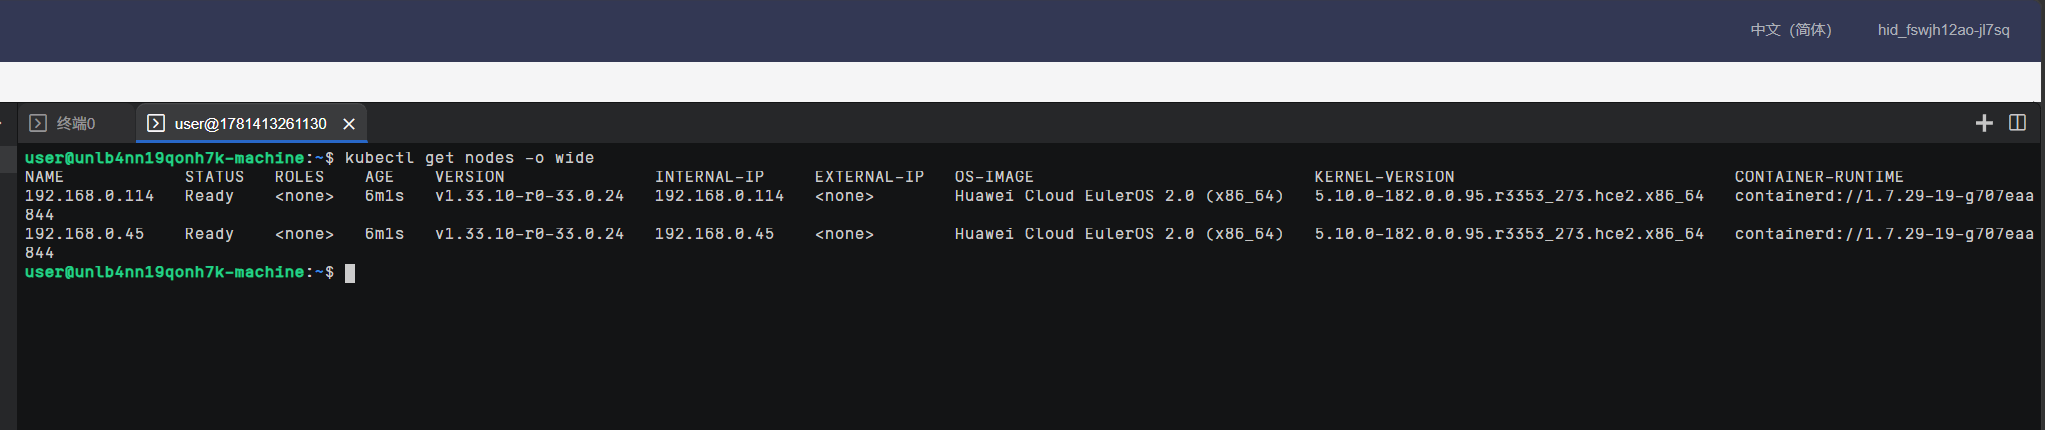 中文（简体） hid_fswjh12ao-jl7sq
终端0 user@1781413261130
user@unlb4nn19qonh7k-machine:~$ kubectl get nodes -o wide
NAME STATUS ROLES AGE VERSION INTERNAL-IP EXTERNAL-IP OS-IMAGE KERNEL-VERSION CONTAINER-RUNTIME
192.168.0.114 Ready <none> 6m1s v1.33.10-r0-33.0.24 192.168.0.114 <none> Huawei Cloud EulerOS 2.0 (x86_64) 5.10.0-182.0.0.95.r3353_273.hce2.x86_64 containerd://1.7.29-19-g707eaa
844
192.168.0.45 Ready <none> 6m1s v1.33.10-r0-33.0.24 192.168.0.45 <none> Huawei Cloud EulerOS 2.0 (x86_64) 5.10.0-182.0.0.95.r3353_273.hce2.x86_64 containerd://1.7.29-19-g707eaa
844
user@unlb4nn19qonh7k-machine:~$